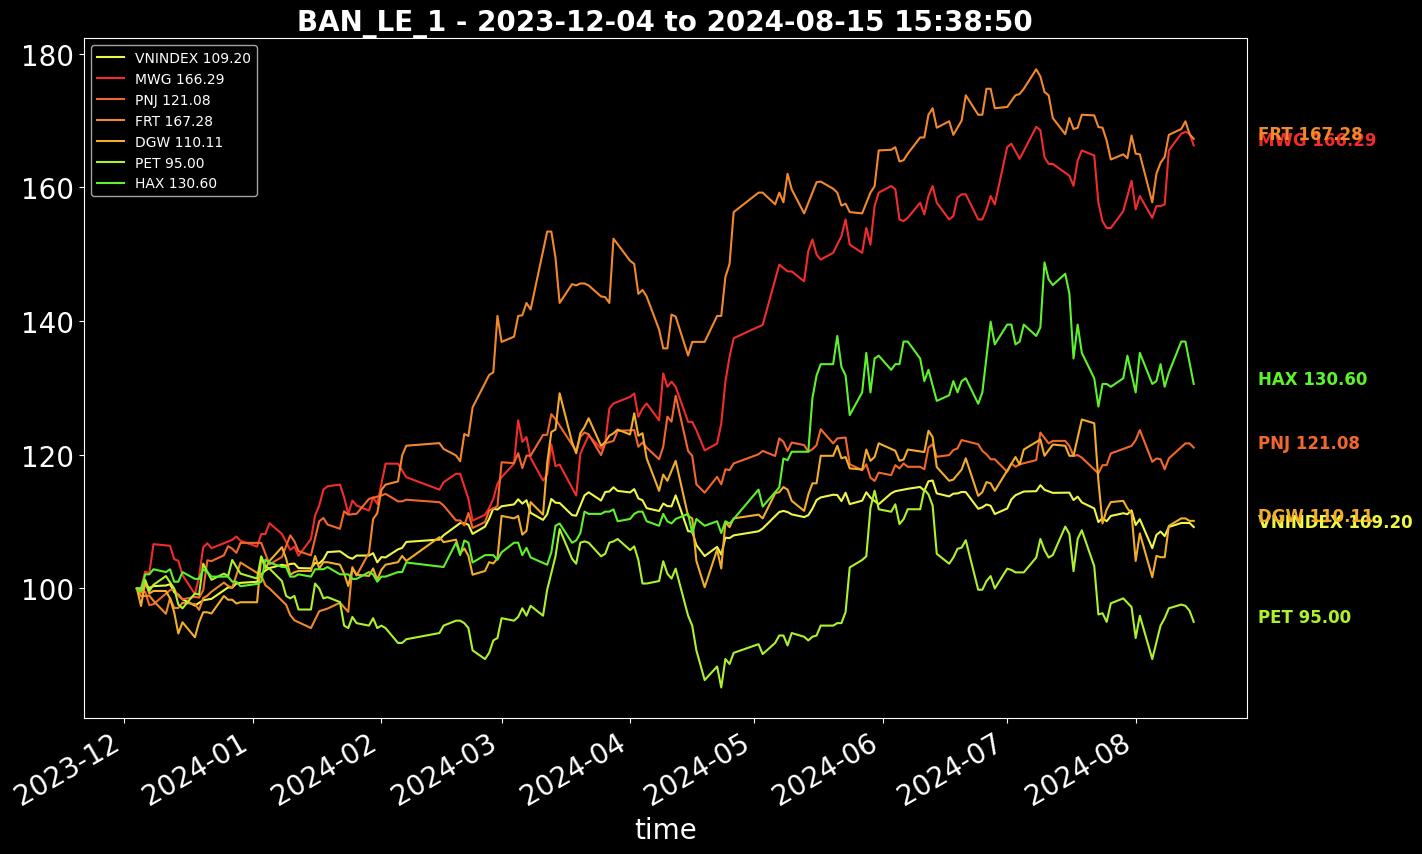 BAN_LE_1 - 2023-12-04 to 2024-08-15 15:38:50
VNINDEX 109.20
MWG 166.29
PNJ 121.08
FRT 167.28
DGW 110.11
PET 95.00
HAX 130.60
180
160
140
120
100
FRT 167.28
MWG 166.29
HAX 130.60
PNJ 121.08
DGW 110.11
VNINDEX 109.20
PET 95.00
2023-12
2024-01
2024-02
2024-03
2024-04
2024-05
2024-06
2024-07
2024-08
time